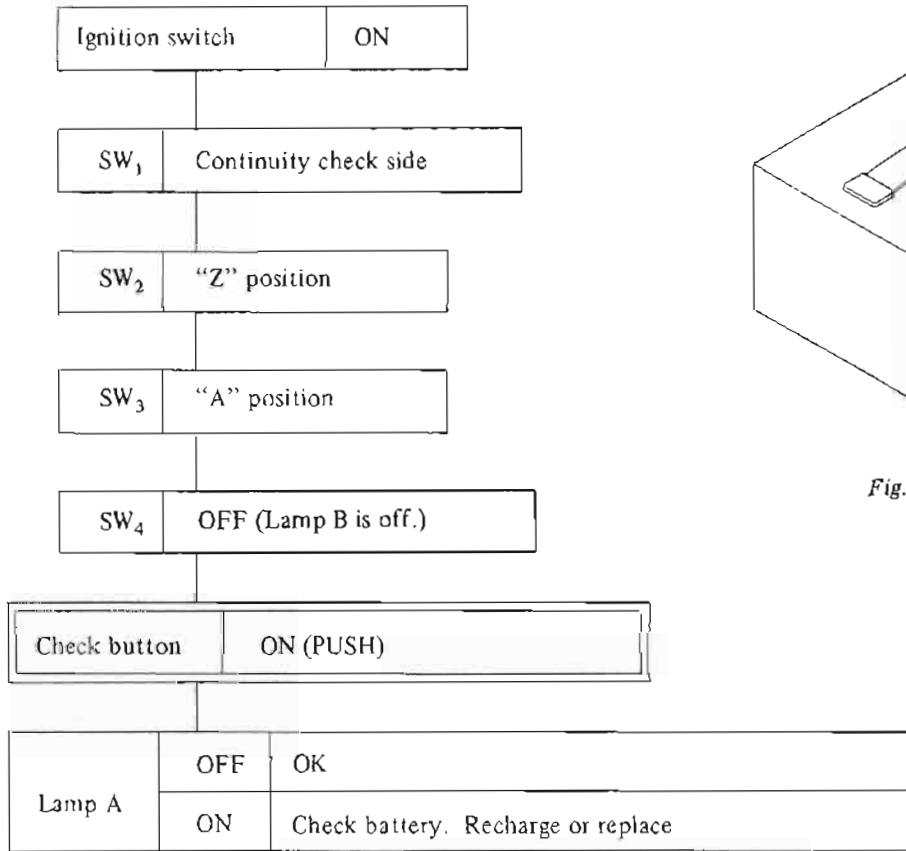 Ignition switch ON
SW₁ Continuity check side
SW₂ “Z” position
SW₃ “A” position
SW₄ OFF (Lamp B is off.)
Fig.
Check button ON (PUSH)
Lamp A
OFF OK
ON Check battery. Recharge or replace